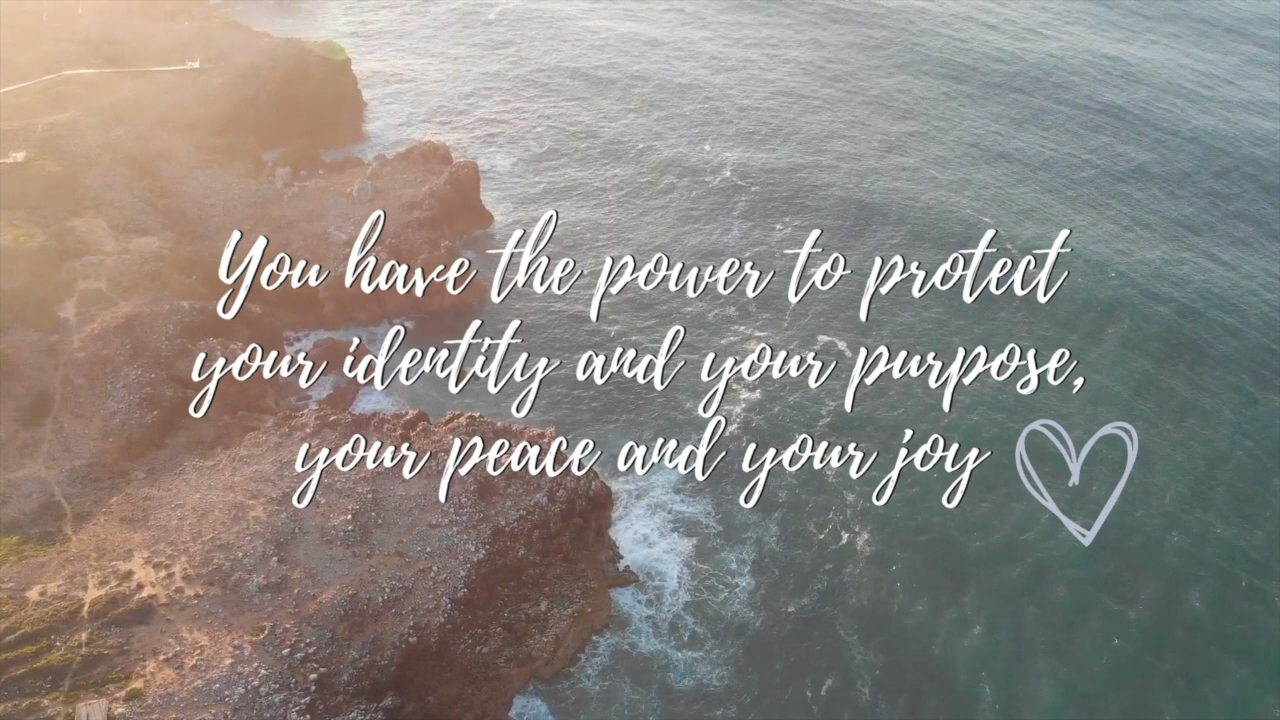 You have the power to protect
your identity and your purpose,
your peace and your joy